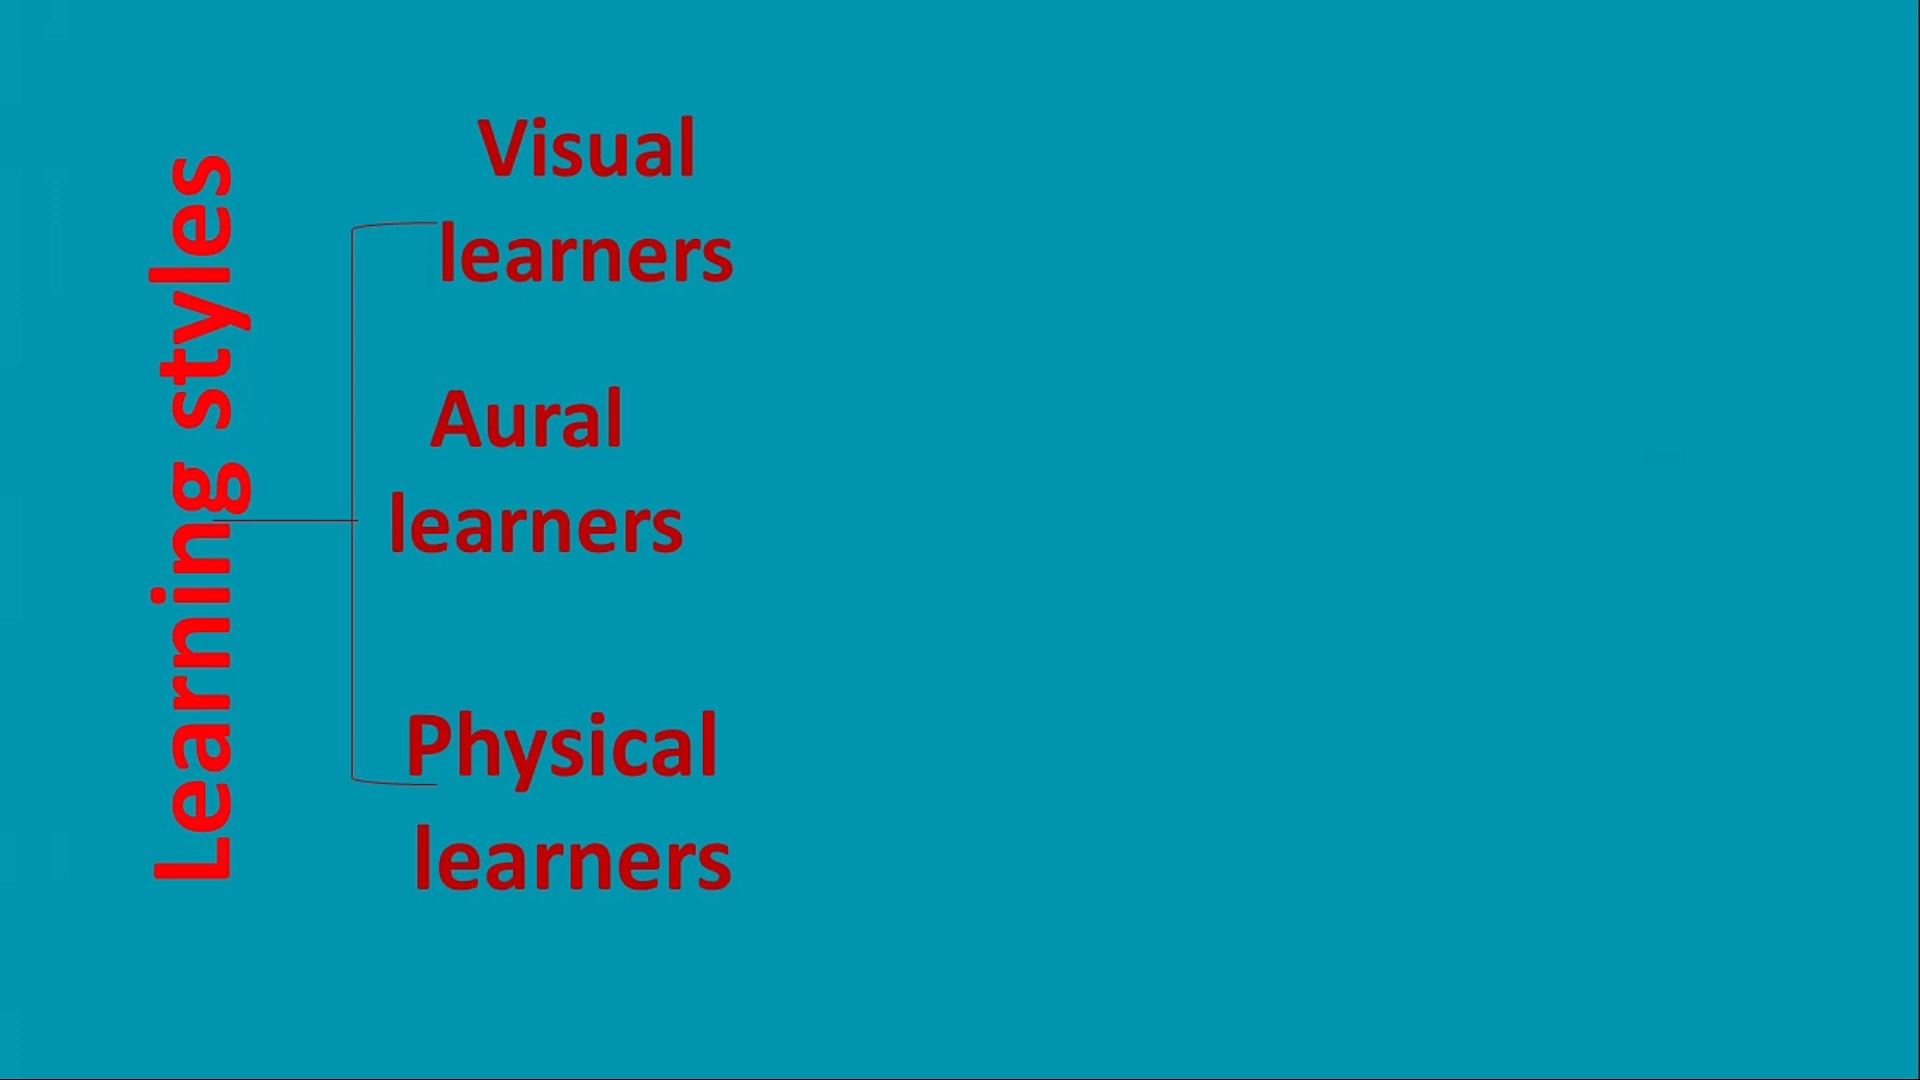 Learning styles
Visual
learners
Aural
learners
Physical
learners